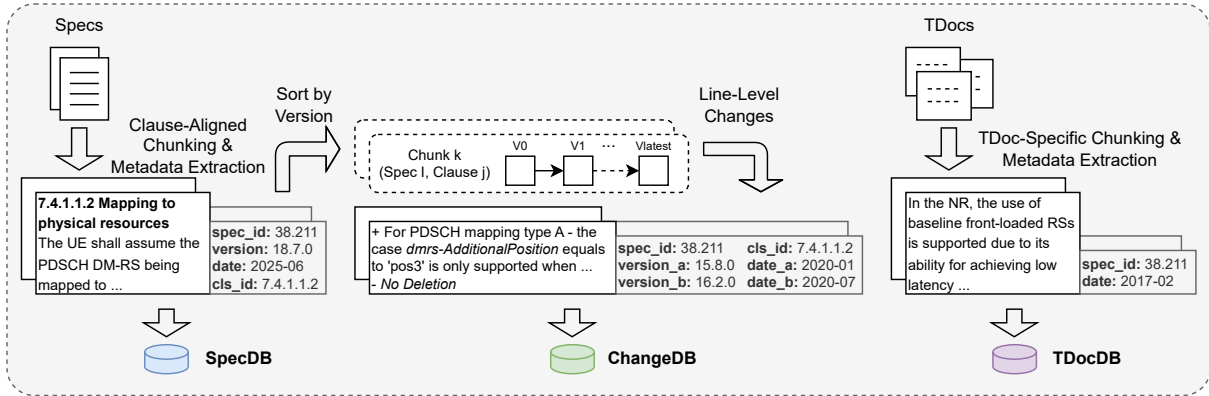 Specs
Clause-Aligned
Chunking &
Metadata Extraction
7.4.1.1.2 Mapping to
physical resources
The UE shall assume the
PDSCH DM-RS being
mapped to ...
spec_id: 38.211
version: 18.7.0
date: 2025-06
cls_id: 7.4.1.1.2
SpecDB
Sort by
Version
Chunk k
(Spec I, Clause j)
V0
V1
...
Vlatest
Line-Level
Changes
+ For PDSCH mapping type A - the
case dmrs-AdditionalPosition equals
to 'pos3' is only supported when ...
- No Deletion
spec_id: 38.211 cls_id: 7.4.1.1.2
version_a: 15.8.0 date_a: 2020-01
version_b: 16.2.0 date_b: 2020-07
ChangeDB
TDocs
TDoc-Specific Chunking &
Metadata Extraction
In the NR, the use of
baseline front-loaded RSs
is supported due to its
ability for achieving low
latency ...
spec_id: 38.211
date: 2017-02
TDocDB